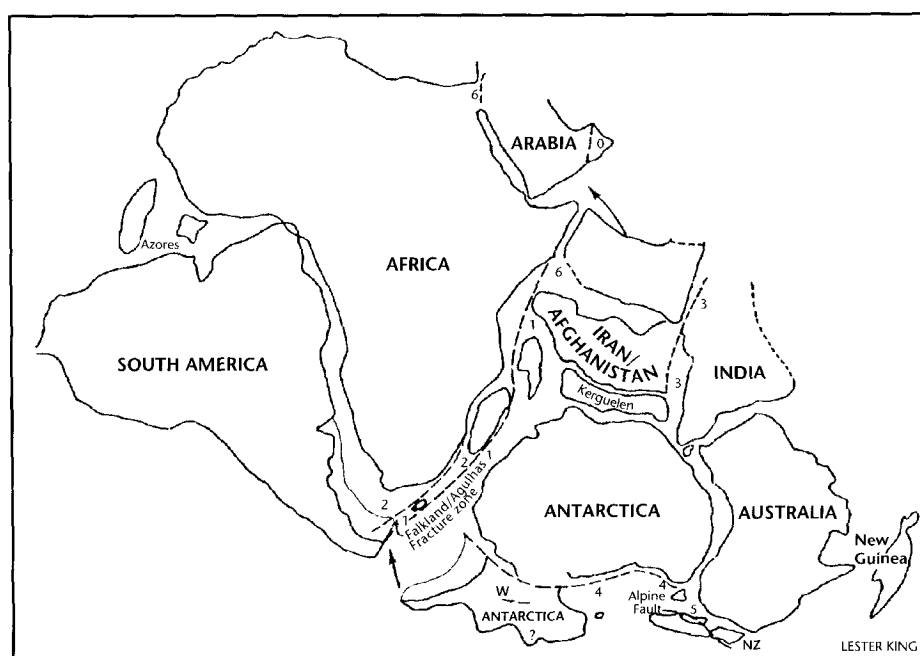 6
ARABIA
0
Azores
AFRICA
6
3
1
IRAN/
AFGHANISTAN
SOUTH AMERICA
3
INDIA
Kerguelen
2
?
2
?
Falkland/Agulhas
Fracture zone
ANTARCTICA
AUSTRALIA
New
Guinea
W
4
4
Alpine
Fault
5
ANTARCTICA
?
NZ
LESTER KING